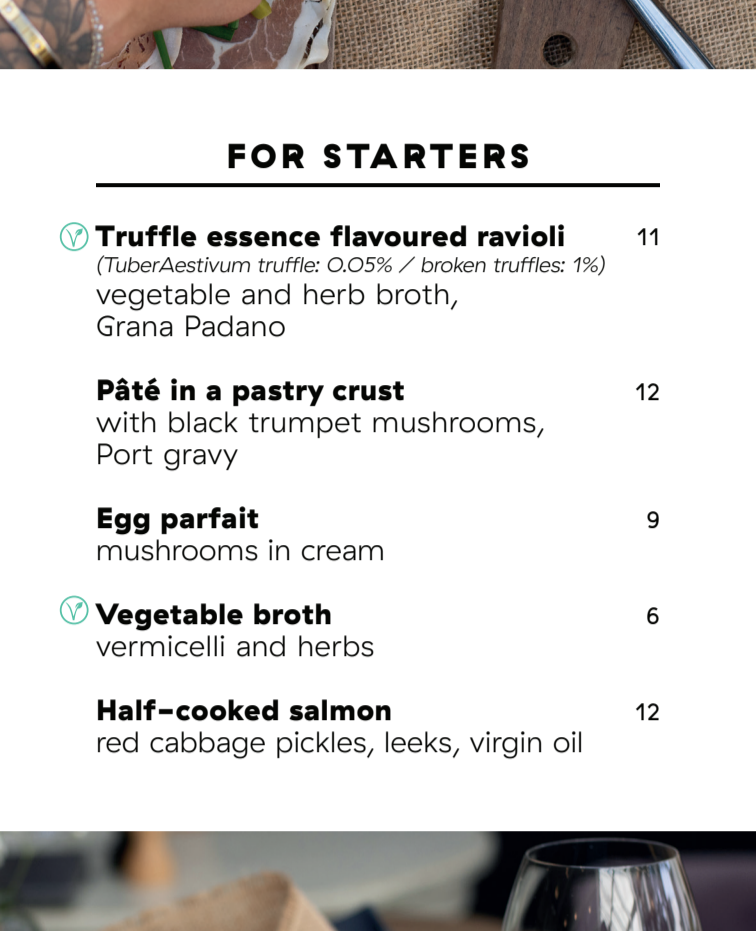 FOR STARTERS
Truffle essence flavoured ravioli 11
(TuberAestivum truffle: 0.05% / broken truffles: 1%)
vegetable and herb broth,
Grana Padano
Pâté in a pastry crust 12
with black trumpet mushrooms,
Port gravy
Egg parfait 9
mushrooms in cream
Vegetable broth 6
vermicelli and herbs
Half-cooked salmon 12
red cabbage pickles, leeks, virgin oil